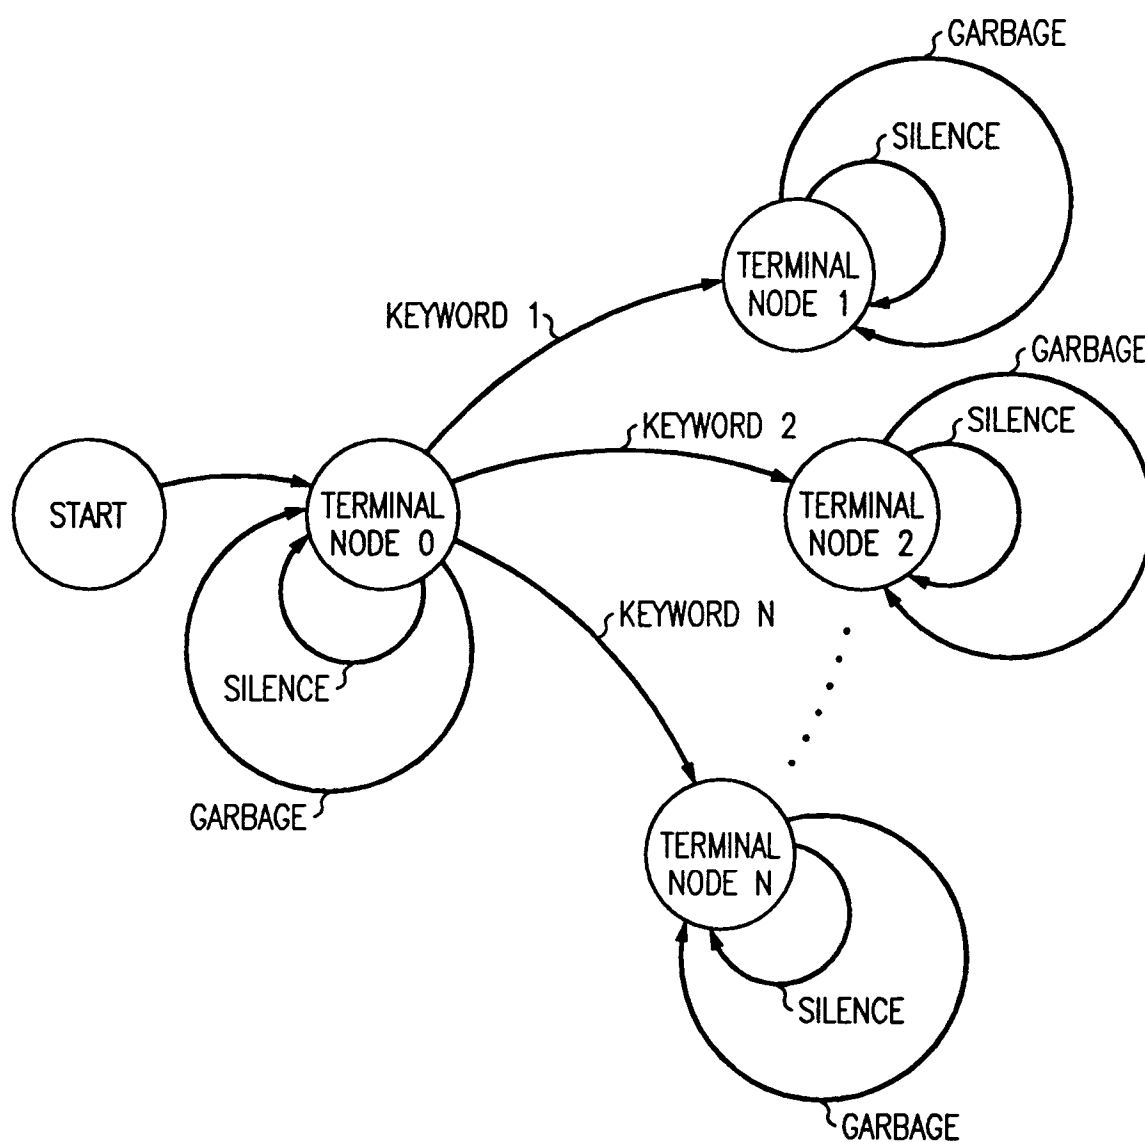 GARBAGE
SILENCE
TERMINAL
NODE 1
KEYWORD 1
GARBAGE
SILENCE
KEYWORD 2
START
TERMINAL
NODE 0
TERMINAL
NODE 2
KEYWORD N
SILENCE
GARBAGE
TERMINAL
NODE N
SILENCE
GARBAGE